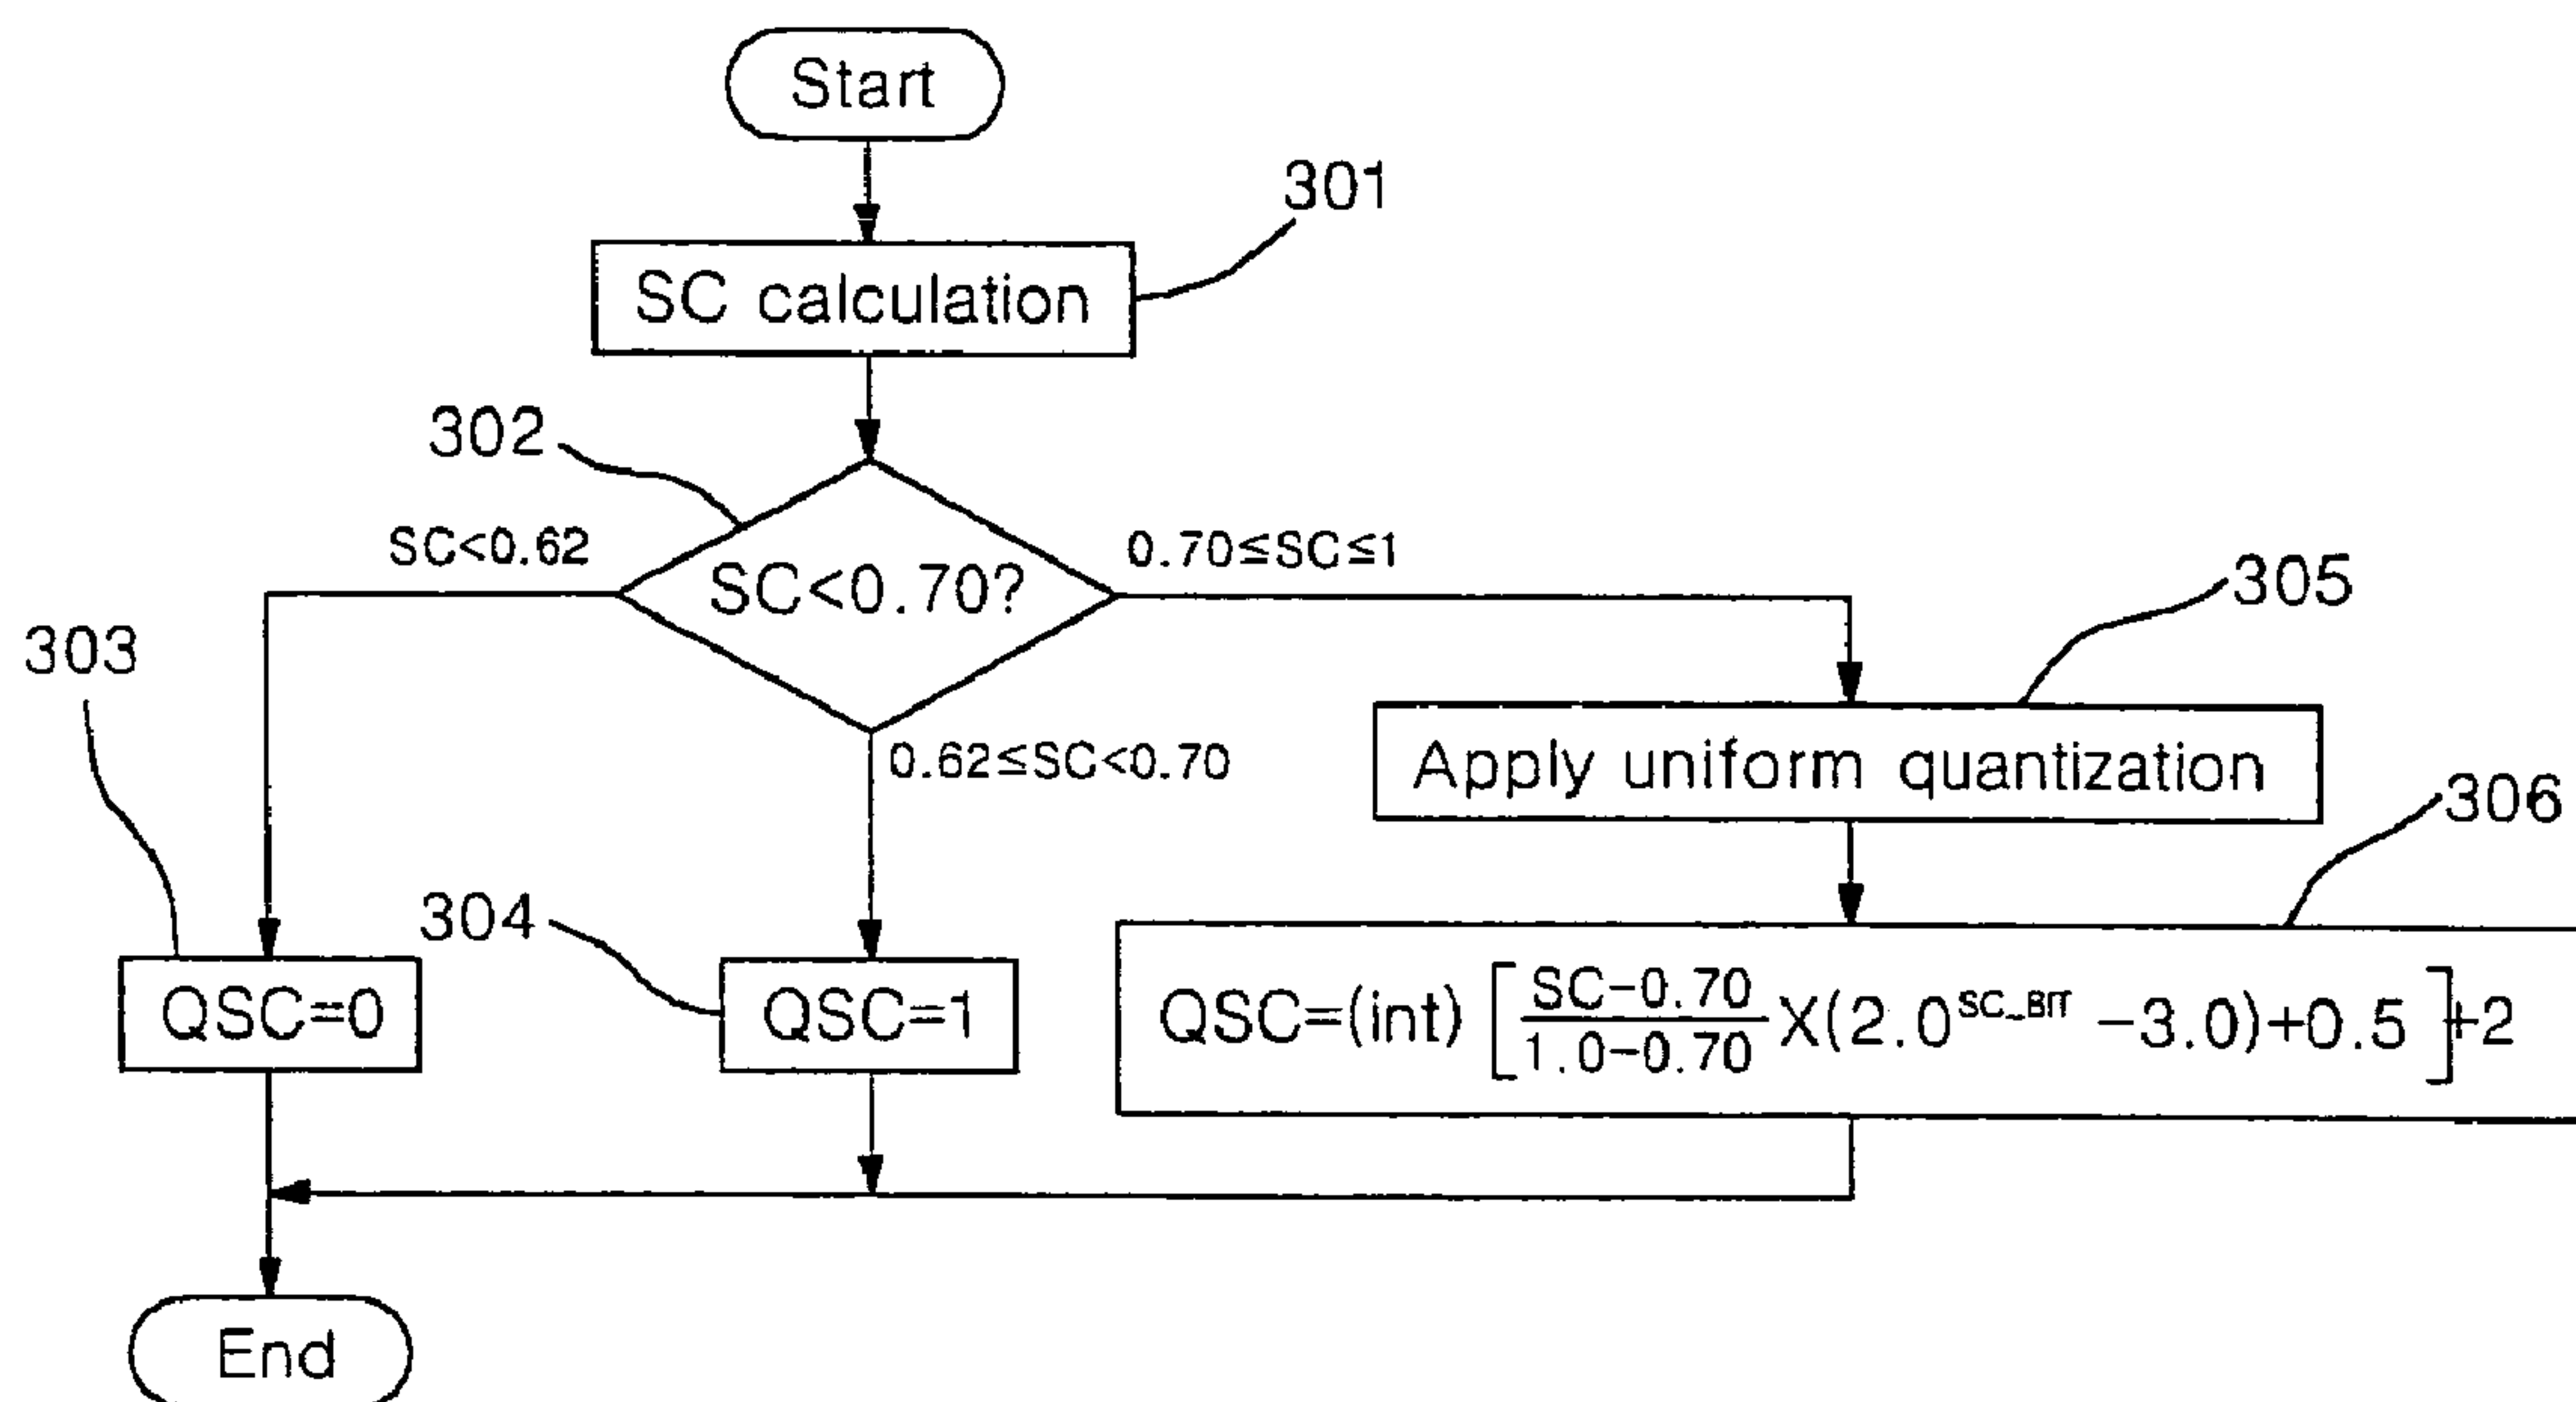 Start
301
SC calculation
302
SC<0.62
SC<0.70?
0.70≤SC≤1
305
303
0.62≤SC<0.70
Apply uniform quantization
306
304
QSC=0
QSC=1
QSC=(int) [SC-0.70/1.0-0.70 X(2.0^SC_BIT -3.0)+0.5 ]+2
End